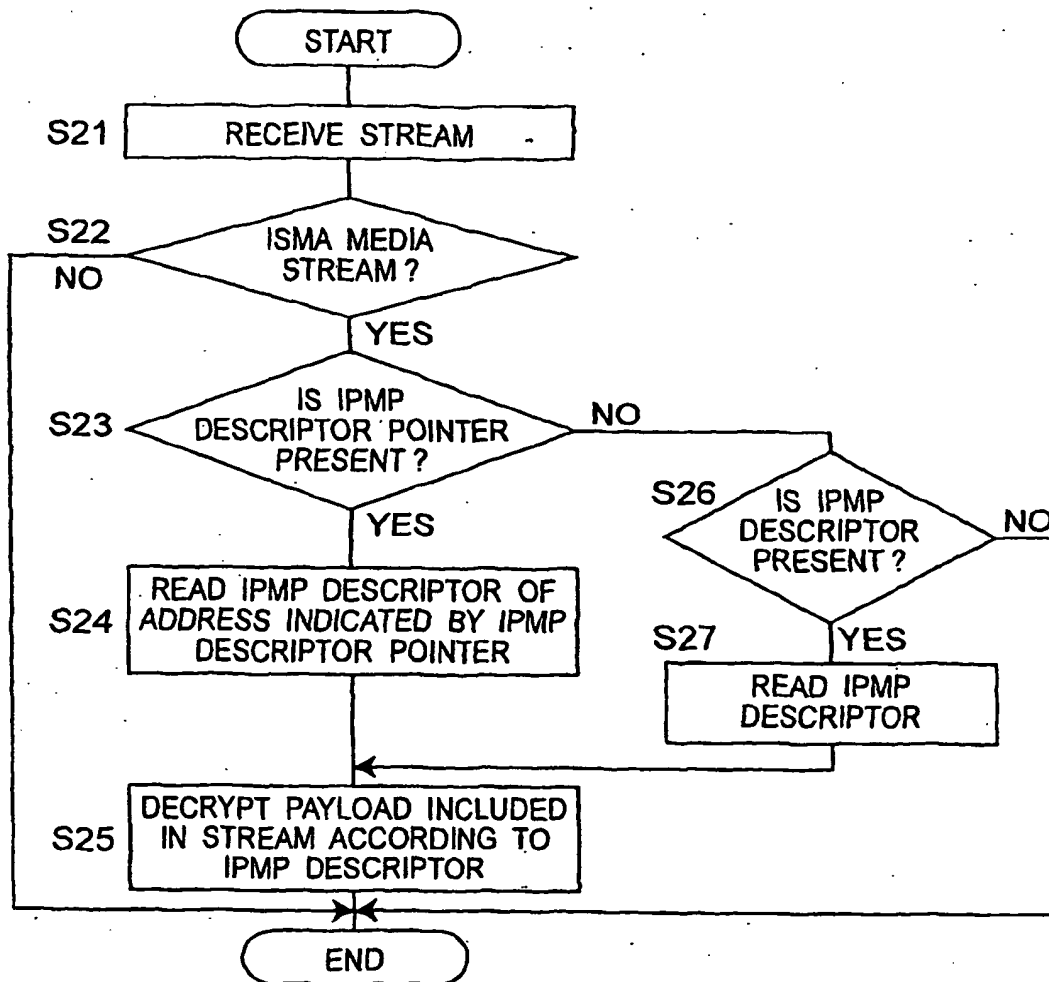 START
S21
RECEIVE STREAM
S22
ISMA MEDIA
STREAM?
NO
YES
S23
IS IPMP
DESCRIPTOR POINTER
PRESENT?
NO
YES
S26
IS IPMP
DESCRIPTOR
PRESENT?
NO
S24
READ IPMP DESCRIPTOR OF
ADDRESS INDICATED BY IPMP
DESCRIPTOR POINTER
S27
YES
READ IPMP
DESCRIPTOR
S25
DECRYPT PAYLOAD INCLUDED
IN STREAM ACCORDING TO
IPMP DESCRIPTOR
END